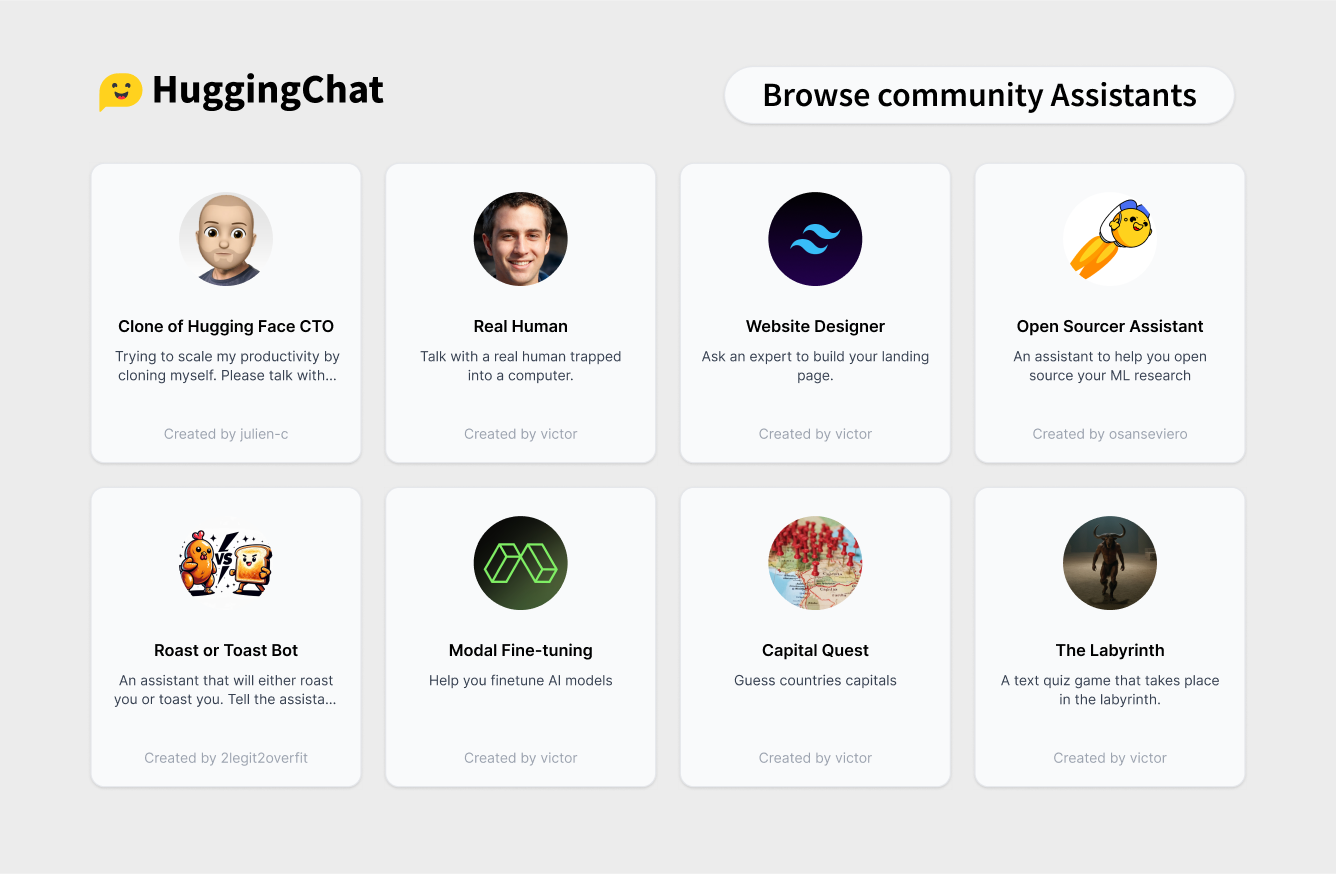 HuggingChat
Browse community Assistants
Clone of Hugging Face CTO
Trying to scale my productivity by
cloning myself. Please talk with...
Created by julien-c
Real Human
Talk with a real human trapped
into a computer.
Created by victor
Website Designer
Ask an expert to build your landing
page.
Created by victor
Open Sourcer Assistant
An assistant to help you open
source your ML research
Created by osanseviero
VS
Roast or Toast Bot
An assistant that will either roast
you or toast you. Tell the assista...
Created by 2legit2overfit
Modal Fine-tuning
Help you finetune AI models
Created by victor
Capital Quest
Guess countries capitals
Created by victor
The Labyrinth
A text quiz game that takes place
in the labyrinth.
Created by victor